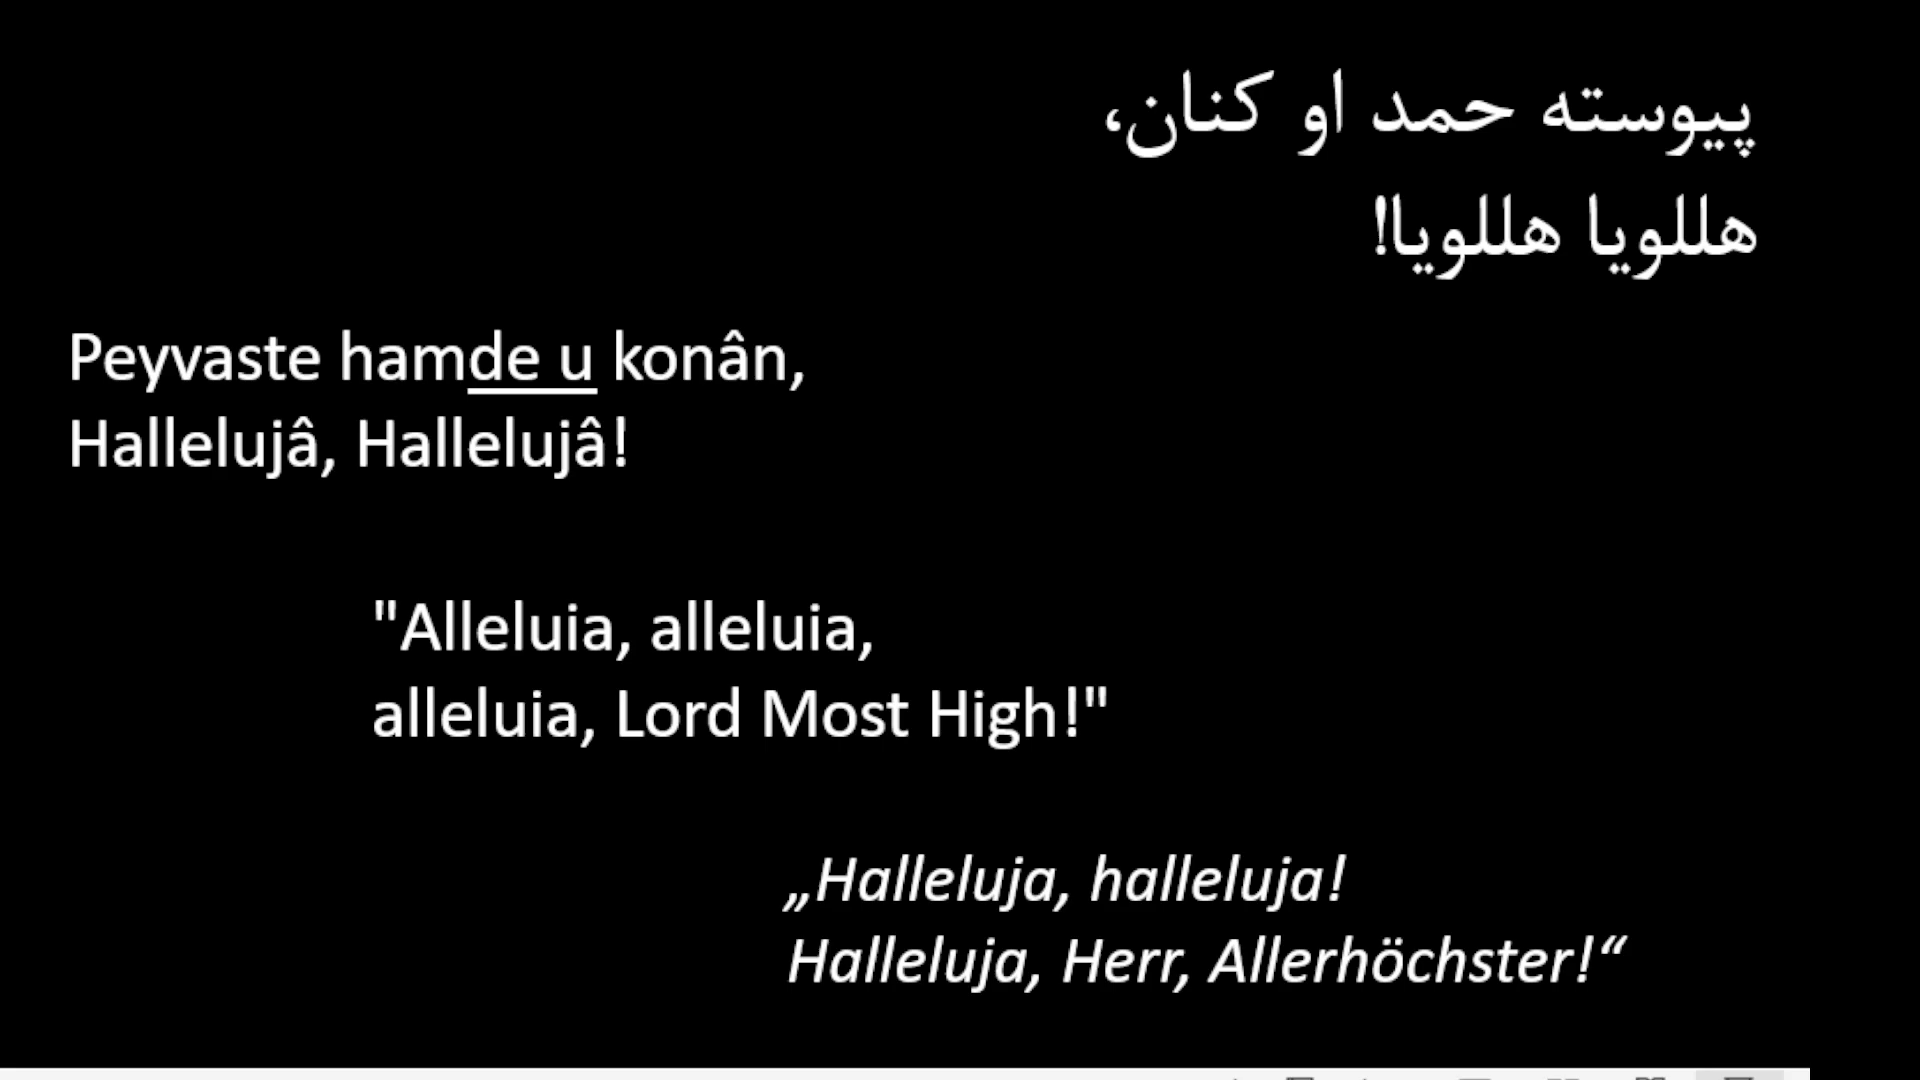 پیوسته حمد او کنان،
هللویا هللویا!
Peyvaste hamde u konân,
Hallelujâ, Hallelujâ!
"Alleluia, alleluia,
alleluia, Lord Most High!"
„Halleluja, halleluja!
Halleluja, Herr, Allerhöchster!“